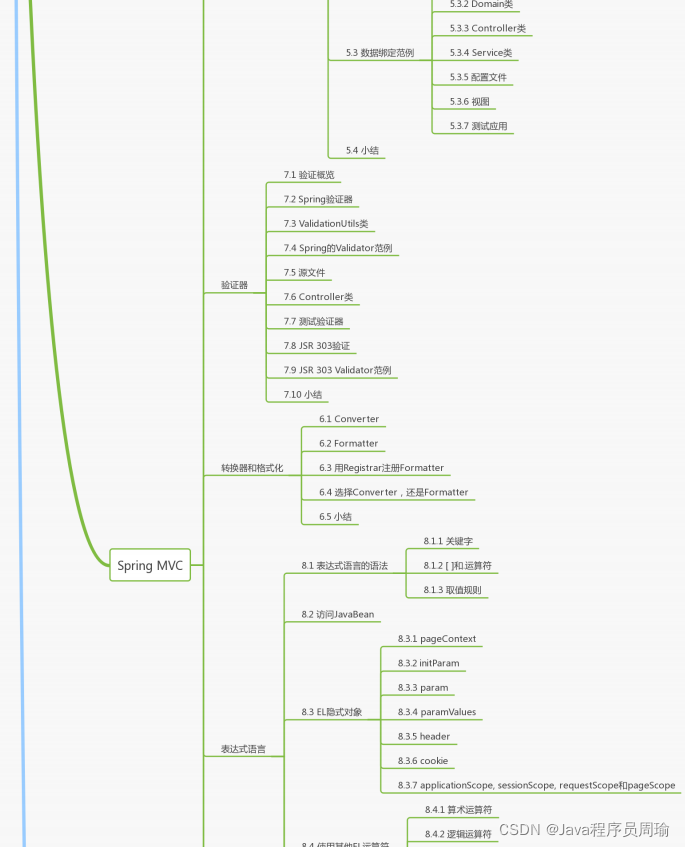 5.3.2 Domain类
5.3.3 Controller类
5.3 数据绑定范例
5.3.4 Service类
5.3.5 配置文件
5.3.6 视图
5.3.7 测试应用
5.4 小结
7.1 验证概览
7.2 Spring验证器
7.3 ValidationUtils类
7.4 Spring的Validator范例
7.5 源文件
验证器
7.6 Controller类
7.7 测试验证器
7.8 JSR 303验证
7.9 JSR 303 Validator范例
7.10 小结
6.1 Converter
6.2 Formatter
转换器和格式化
6.3 用Registrar注册Formatter
6.4 选择Converter，还是Formatter
6.5 小结
Spring MVC
8.1.1 关键字
8.1 表达式语言的语法
8.1.2 [ ]和.运算符
8.1.3 取值规则
8.2 访问JavaBean
8.3.1 pageContext
8.3.2 initParam
8.3.3 param
8.3 EL隐式对象
8.3.4 paramValues
8.3.5 header
表达式语言
8.3.6 cookie
8.3.7 applicationScope, sessionScope, requestScope和pageScope
8.4.1 算术运算符
8.4.2 逻辑运算符
8.4 使用其他EL运算符
CSDN @Java程序员周瑜